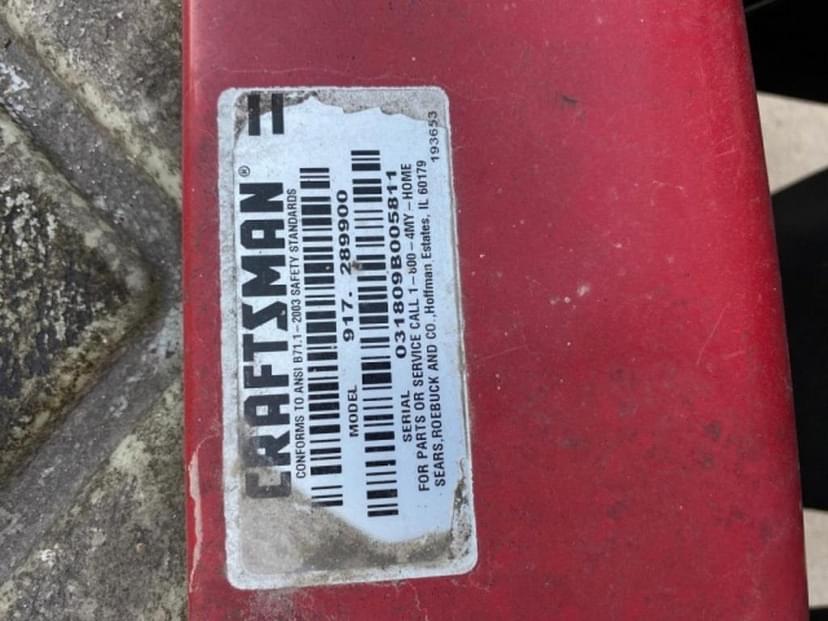 CRAFTSMAN®
CONFORMS TO ANSI B71.1-2003 SAFETY STANDARDS
MODEL 917. 289900
SERIAL 031809B005811
FOR PARTS OR SERVICE CALL 1-800-4MY-HOME
SEARS,ROEBUCK AND CO.,Hoffman Estates, IL 60179
193653